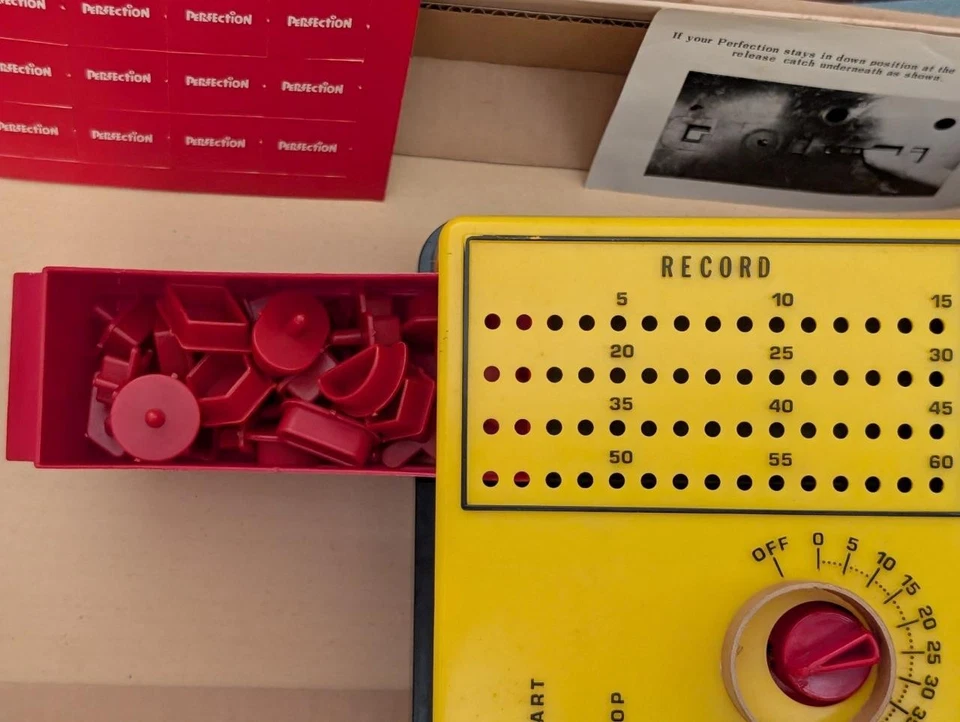 PERFECTION PERFECTION PERFECTION
PERFECTION PERFECTION PERFECTION
PERFECTION PERFECTION PERFECTION PERFECTION
If your Perfection stays in down position at the
release catch underneath as shown.
RECORD
5 10 15
20 25 30
35 40 45
50 55 60
OFF 0 5 10 15 20 25 30
ART
OP